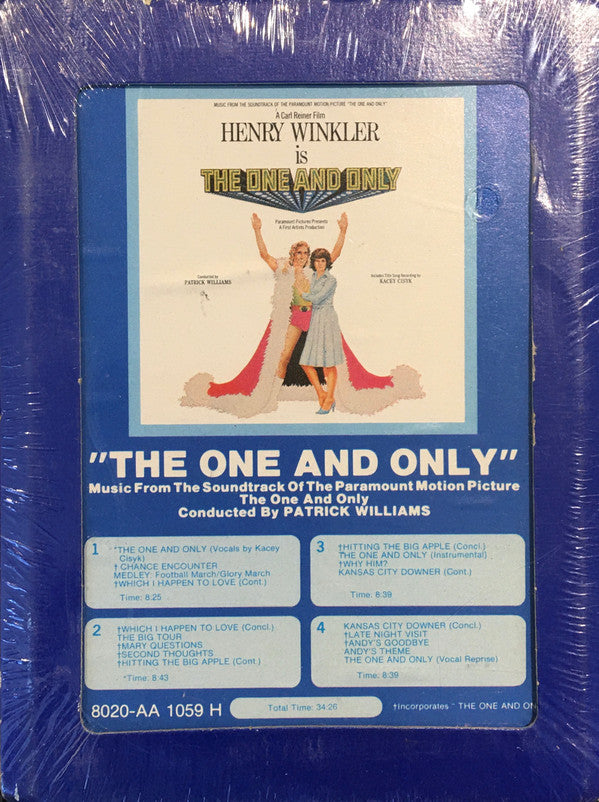 MUSIC FROM THE SOUNDTRACK OF THE PARAMOUNT MOTION PICTURE "THE ONE AND ONLY"
A Carl Reiner Film
HENRY WINKLER
is
THE ONE AND ONLY
Paramount Pictures Presents
A First Artists Production
Conducted by
PATRICK WILLIAMS
Includes Title Song Recording by
KACEY CISYK
"THE ONE AND ONLY"
Music From The Soundtrack Of The Paramount Motion Picture
The One And Only
Conducted By PATRICK WILLIAMS
1
*THE ONE AND ONLY (Vocals by Kacey
Cisyk)
† CHANCE ENCOUNTER
MEDLEY: Football March/Glory March
†WHICH I HAPPEN TO LOVE (Cont.)
Time: 8:25
2
†WHICH I HAPPEN TO LOVE (Concl.)
THE BIG TOUR
†MARY QUESTIONS
†SECOND THOUGHTS
†HITTING THE BIG APPLE (Cont.)
*Time: 8:43
3
†HITTING THE BIG APPLE (Concl.)
THE ONE AND ONLY (Instrumental)
†WHY HIM?
KANSAS CITY DOWNER (Cont.)
Time: 8:39
4
KANSAS CITY DOWNER (Concl.)
†LATE NIGHT VISIT
†ANDY'S GOODBYE
ANDY'S THEME
THE ONE AND ONLY (Vocal Reprise)
Time: 8:39
8020-AA 1059 H
Total Time: 34:26
†Incorporates " THE ONE AND ON